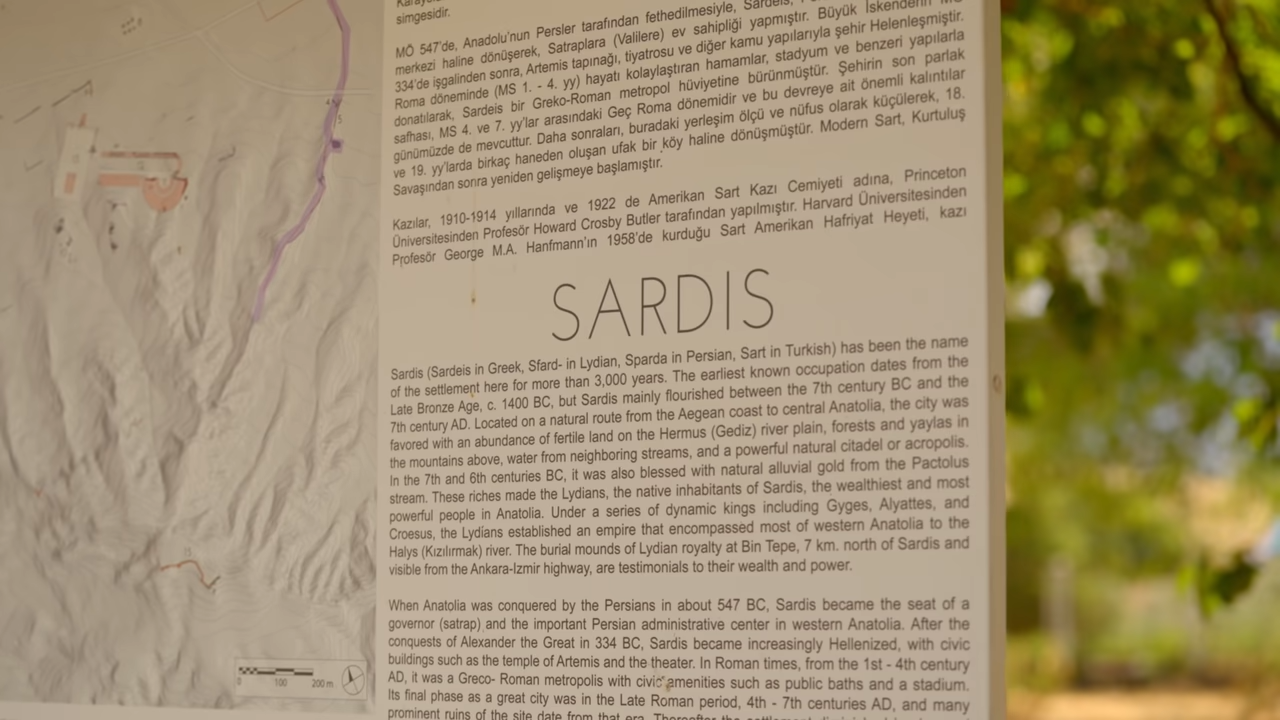 simgesidir.
MÖ 547'de, Anadolu'nun Persler tarafından fethedilmesiyle, Sardeis,
merkezi haline dönüşerek, Satraplara (Valilere) ev sahipliği yapmıştır. Büyük İskenderin
334'de işgalinden sonra, Artemis tapınağı, tiyatrosu ve diğer kamu yapılarıyla şehir Helenleşmiştir.
Roma döneminde (MS 1. - 4. yy) hayatı kolaylaştıran hamamlar, stadyum ve benzeri yapılarla
donatılarak, Sardeis bir Greko-Roman metropol hüviyetine bürünmüştür. Şehirin son parlak
safhası, MS 4. ve 7. yy'lar arasındaki Geç Roma dönemidir ve bu devreye ait önemli kalıntılar
günümüzde de mevcuttur. Daha sonraları, buradaki yerleşim ölçü ve nüfus olarak küçülerek, 18.
ve 19. yy'larda birkaç haneden oluşan ufak bir köy haline dönüşmüştür. Modern Sart, Kurtuluş
Savaşından sonra yeniden gelişmeye başlamıştır.
Kazılar, 1910-1914 yıllarında ve 1922 de Amerikan Sart Kazı Cemiyeti adına, Princeton
Üniversitesinden Profesör Howard Crosby Butler tarafından yapılmıştır. Harvard Üniversitesinden
Profesör George M.A. Hanfmann'ın 1958'de kurduğu Sart Amerikan Hafriyat Heyeti, kazı
SARDIS
Sardis (Sardeis in Greek, Sfard- in Lydian, Sparda in Persian, Sart in Turkish) has been the name
of the settlement here for more than 3,000 years. The earliest known occupation dates from the
Late Bronze Age, c. 1400 BC, but Sardis mainly flourished between the 7th century BC and the
7th century AD. Located on a natural route from the Aegean coast to central Anatolia, the city was
favored with an abundance of fertile land on the Hermus (Gediz) river plain, forests and yaylas in
the mountains above, water from neighboring streams, and a powerful natural citadel or acropolis.
In the 7th and 6th centuries BC, it was also blessed with natural alluvial gold from the Pactolus
stream. These riches made the Lydians, the native inhabitants of Sardis, the wealthiest and most
powerful people in Anatolia. Under a series of dynamic kings including Gyges, Alyattes, and
Croesus, the Lydians established an empire that encompassed most of western Anatolia to the
Halys (Kızılırmak) river. The burial mounds of Lydian royalty at Bin Tepe, 7 km. north of Sardis and
visible from the Ankara-Izmir highway, are testimonials to their wealth and power.
When Anatolia was conquered by the Persians in about 547 BC, Sardis became the seat of a
governor (satrap) and the important Persian administrative center in western Anatolia. After the
conquests of Alexander the Great in 334 BC, Sardis became increasingly Hellenized, with civic
buildings such as the temple of Artemis and the theater. In Roman times, from the 1st - 4th century
AD, it was a Greco- Roman metropolis with civic amenities such as public baths and a stadium.
Its final phase as a great city was in the Late Roman period, 4th - 7th centuries AD, and many
prominent ruins of the site date from that era. Thereafter the settlement
0 100 200 m